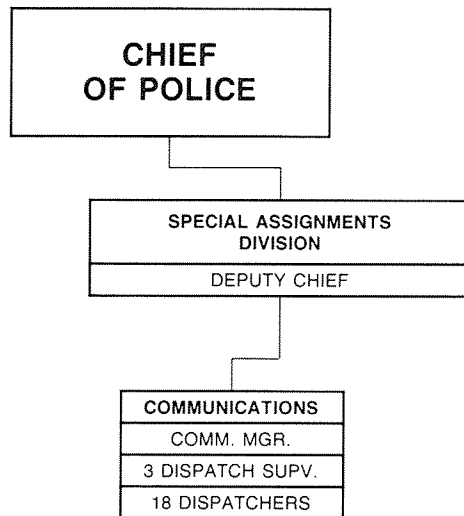 CHIEF
OF POLICE
SPECIAL ASSIGNMENTS
DIVISION
DEPUTY CHIEF
COMMUNICATIONS
COMM. MGR.
3 DISPATCH SUPV.
18 DISPATCHERS